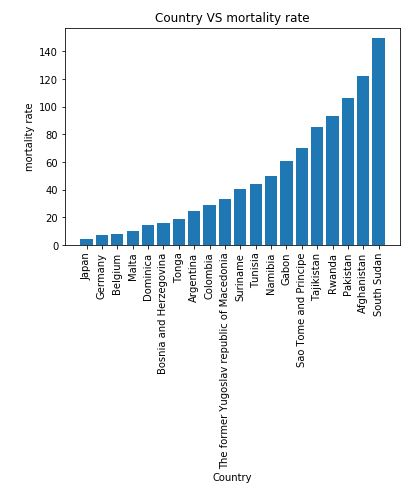 Country VS mortality rate
mortality rate
140
120
100
80
60
40
20
0
Japan
Germany
Belgium
Malta
Dominica
Bosnia and Herzegovina
Tonga
Argentina
Colombia
The former Yugoslav republic of Macedonia
Suriname
Tunisia
Namibia
Gabon
Sao Tome and Principe
Tajikistan
Rwanda
Pakistan
Afghanistan
South Sudan
Country